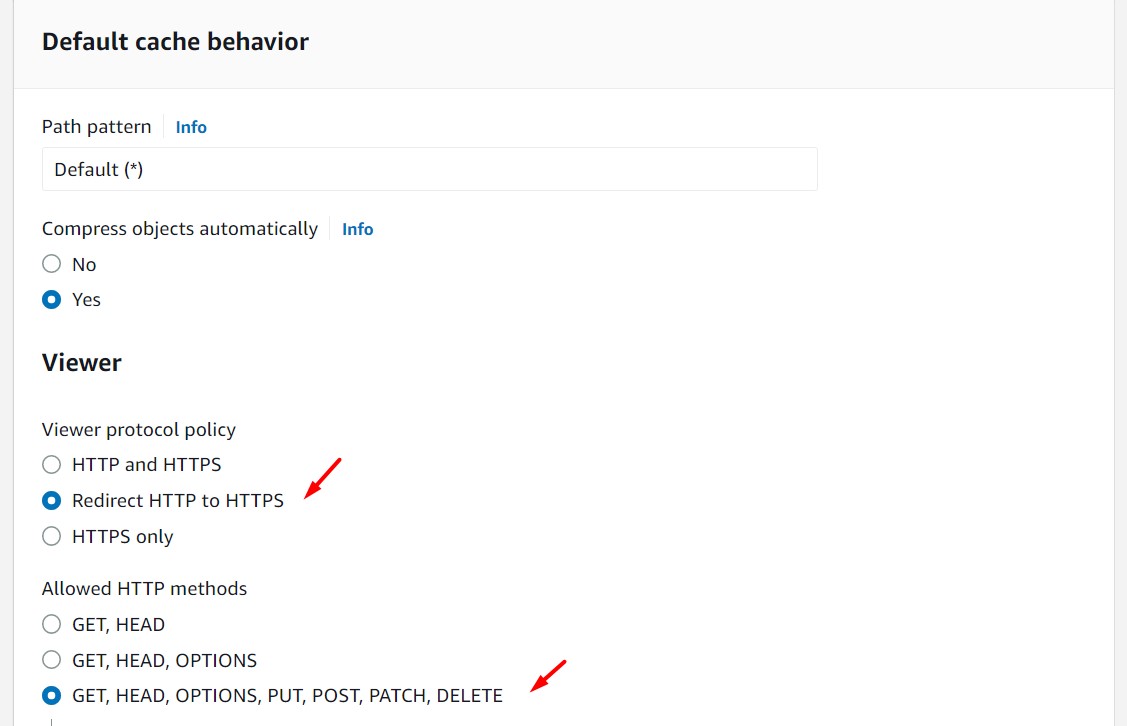 Default cache behavior
Path pattern Info
Default (*)
Compress objects automatically Info
No
Yes
Viewer
Viewer protocol policy
HTTP and HTTPS
Redirect HTTP to HTTPS
HTTPS only
Allowed HTTP methods
GET, HEAD
GET, HEAD, OPTIONS
GET, HEAD, OPTIONS, PUT, POST, PATCH, DELETE